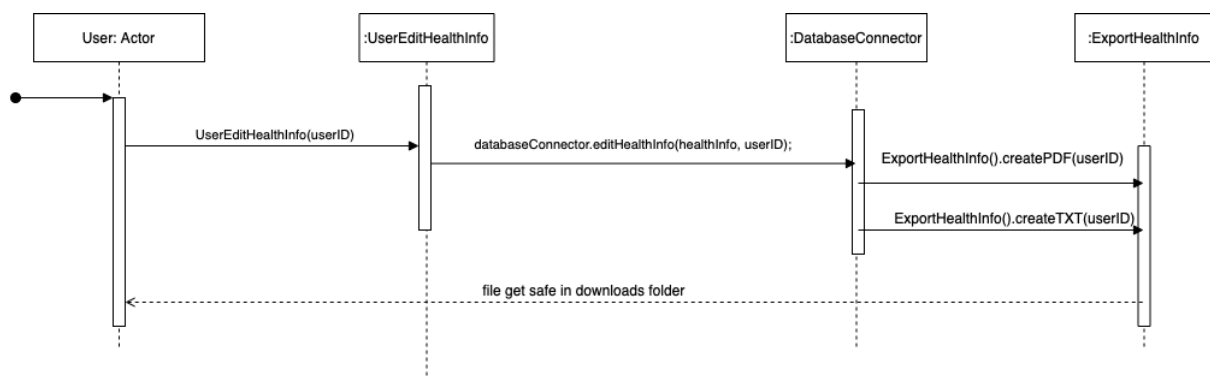 User: Actor
:UserEditHealthInfo
:DatabaseConnector
:ExportHealthInfo
UserEditHealthInfo(userID)
databaseConnector.editHealthInfo(healthInfo, userID);
ExportHealthInfo().createPDF(userID)
ExportHealthInfo().createTXT(userID)
file get safe in downloads folder